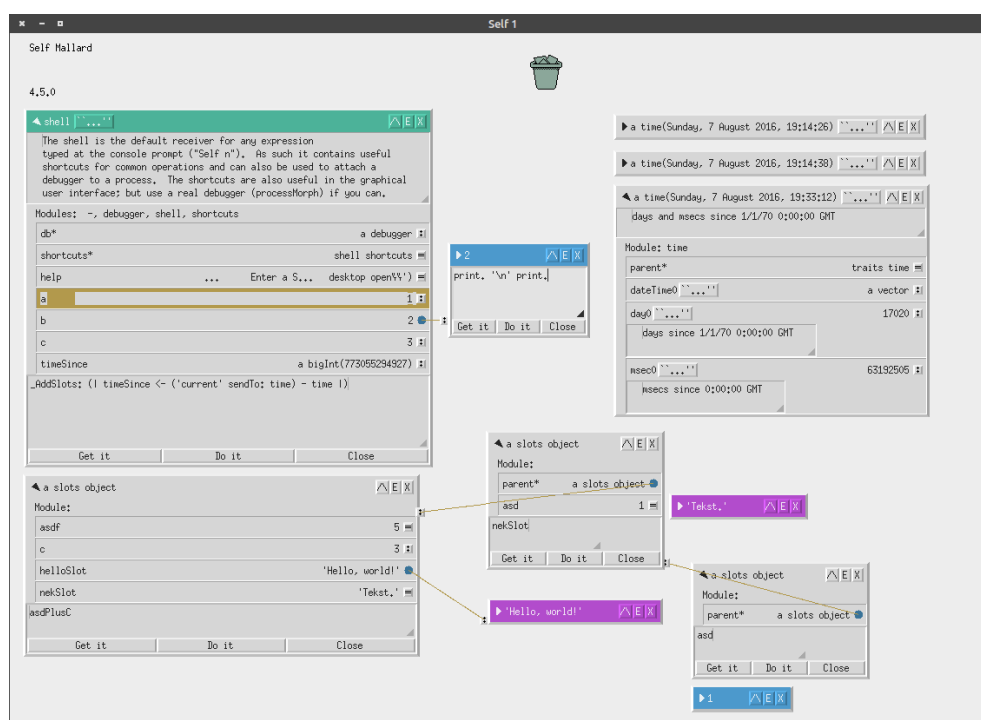 Self 1
Self Mallard
4.5.0
shell ``...''
E X
The shell is the default receiver for any expression
typed at the console prompt ("Self n"). As such it contains useful
shortcuts for common operations and can also be used to attach a
debugger to a process. The shortcuts are also useful in the graphical
user interface; but use a real debugger (processMorph) if you can.
Modules: -, debugger, shell, shortcuts
db* a debugger
shortcuts* shell shortcuts
help ... Enter a S... desktop open%%')
a 1
b 2
c 3
timeSince a bigInt(773055294927)
_AddSlots: (| timeSince <- ('current' sendTo: time) - time |)
Get it Do it Close
2 E X
print. '\n' print.
Get it Do it Close
a time(Sunday, 7 August 2016, 19:14:26) ``...'' E X
a time(Sunday, 7 August 2016, 19:14:38) ``...'' E X
a time(Sunday, 7 August 2016, 19:33:12) ``...'' E X
days and msecs since 1/1/70 0:00:00 GMT
Module: time
parent* traits time
dateTime0 ``...'' a vector
day0 ``...'' 17020
days since 1/1/70 0:00:00 GMT
msec0 ``...'' 63192505
msecs since 0:00:00 GMT
a slots object E X
Module:
asdf 5
c 3
helloSlot 'Hello, world!'
nekSlot 'Tekst.'
asdPlusC
Get it Do it Close
a slots object E X
Module:
parent* a slots object
asd 1
nekSlot
Get it Do it Close
'Tekst.' E X
'Hello, world!' E X
a slots object E X
Module:
parent* a slots object
asd
Get it Do it Close
1 E X